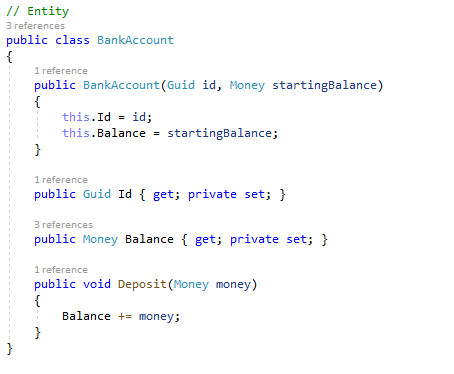 // Entity
3 references
public class BankAccount
{
1 reference
public BankAccount(Guid id, Money startingBalance)
{
this.Id = id;
this.Balance = startingBalance;
}
1 reference
public Guid Id { get; private set; }
3 references
public Money Balance { get; private set; }
1 reference
public void Deposit(Money money)
{
Balance += money;
}
}